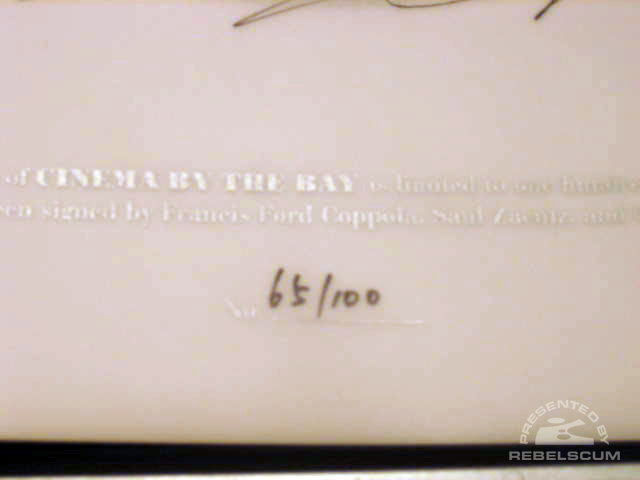 of CINEMA BY THE BAY is limited to one hundred
een signed by Francis Ford Coppola, Saul Zaentz, and
No. 65/100
PRESENTED BY
REBELSCUM